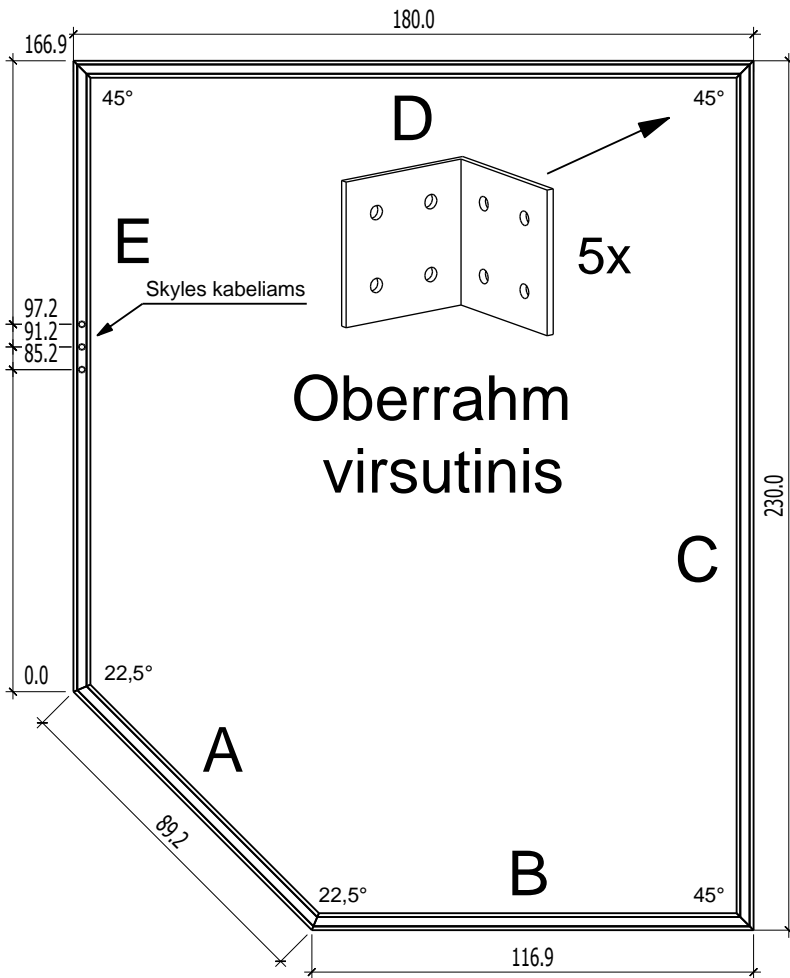 180.0
166.9
45°
45°
D
E
5x
Skyles kabeliams
97.2
91.2
85.2
Oberrahm
virsutinis
230.0
C
0.0
22,5°
A
89.2
B
22,5°
45°
116.9